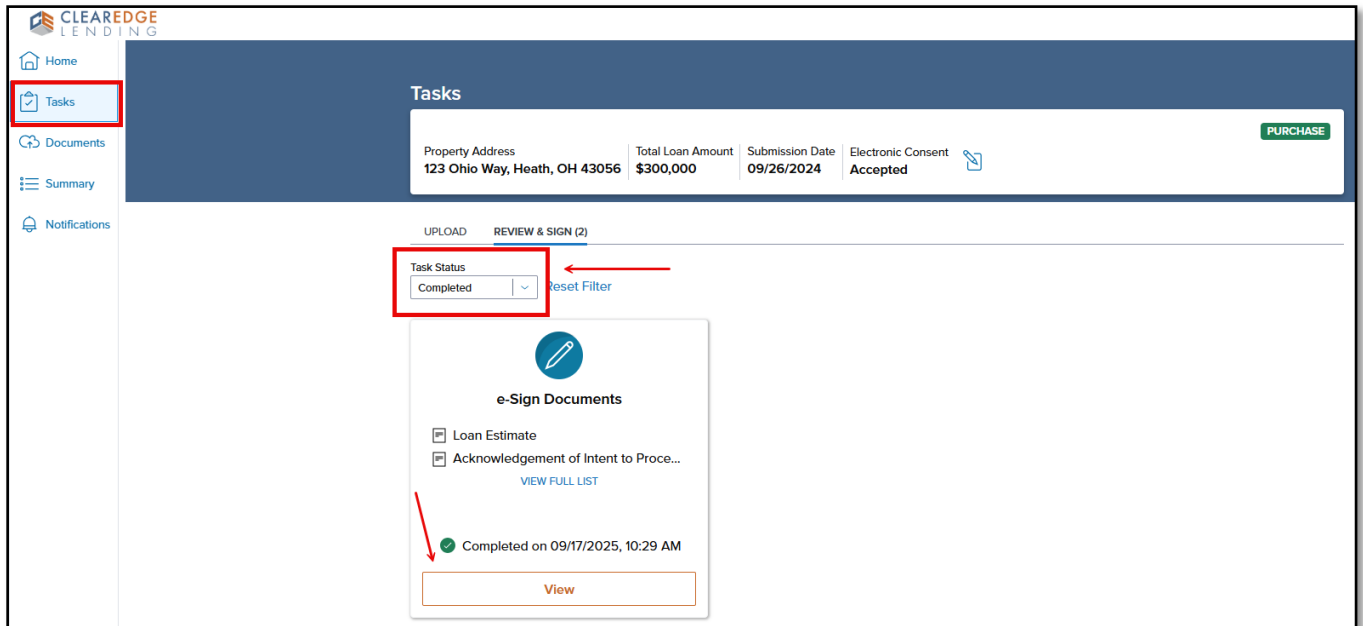 CLEAREDGE
LENDING
Home
Tasks
Documents
Summary
Notifications
Tasks
PURCHASE
Property Address
123 Ohio Way, Heath, OH 43056
Total Loan Amount
$300,000
Submission Date
09/26/2024
Electronic Consent
Accepted
UPLOAD REVIEW & SIGN (2)
Task Status
Completed
Reset Filter
e-Sign Documents
Loan Estimate
Acknowledgement of Intent to Proce...
VIEW FULL LIST
Completed on 09/17/2025, 10:29 AM
View